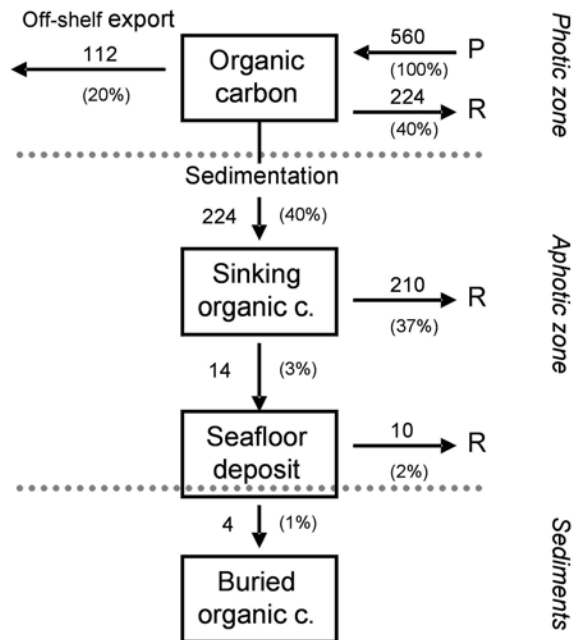 Off-shelf export
112
(20%)
Organic
carbon
560
P
(100%)
224
R
(40%)
Photic zone
Sedimentation
224
(40%)
Sinking
organic c.
210
R
(37%)
Aphotic zone
14
(3%)
Seafloor
deposit
10
R
(2%)
4
(1%)
Buried
organic c.
Sediments